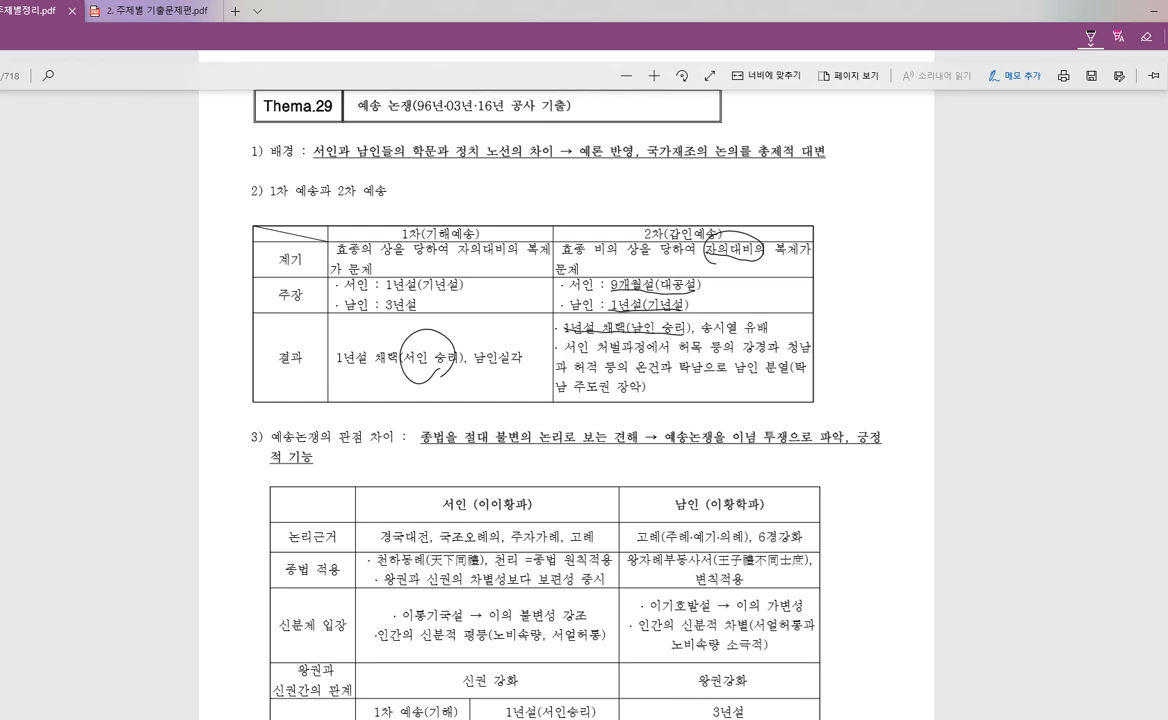 주제별정리.pdf
2. 주제별 기출문제편.pdf
/718
너비에 맞추기
페이지 보기
소리내어 읽기
메모 추가
Thema.29
예송 논쟁(96년·03년·16년 공사 기출)
1) 배경 : 서인과 남인들의 학문과 정치 노선의 차이 → 예론 반영, 국가재조의 논의를 총체적 대변
2) 1차 예송과 2차 예송
1차(기해예송)
2차(갑인예송)
계기
효종의 상을 당하여 자의대비의 복제
가 문제
효종 비의 상을 당하여 자의대비의 복제가
문제
주장
· 서인 : 1년설(기년설)
· 남인 : 3년설
· 서인 : 9개월설(대공설)
· 남인 : 1년설(기년설)
결과
1년설 채택(서인 승리), 남인실각
· 1년설 채택(남인 승리), 송시열 유배
· 서인 처벌과정에서 허목 등의 강경과 청남
과 허적 등의 온건과 탁남으로 남인 분열(탁
남 주도권 장악)
3) 예송논쟁의 관점 차이 : 종법을 절대 불변의 논리로 보는 견해 → 예송논쟁을 이념 투쟁으로 파악, 긍정
적 기능
서인 (이이황과)
남인 (이황학과)
논리근거
경국대전, 국조오례의, 주자가례, 고례
고례(주례·예기·의례), 6경강화
종법 적용
· 천하동례(天下同禮), 천리 =종법 원칙적용
· 왕권과 신권의 차별성보다 보편성 중시
왕자례부동사서(王子禮不同士庶),
변칙적용
신분제 입장
· 이통기국설 → 이의 불변성 강조
·인간의 신분적 평등(노비속량, 서얼허통)
· 이기호발설 → 이의 가변성
· 인간의 신분적 차별(서얼허통과
노비속량 소극적)
왕권과
신권간의 관계
신권 강화
왕권강화
1차 예송(기해)
1년설(서인승리)
3년설